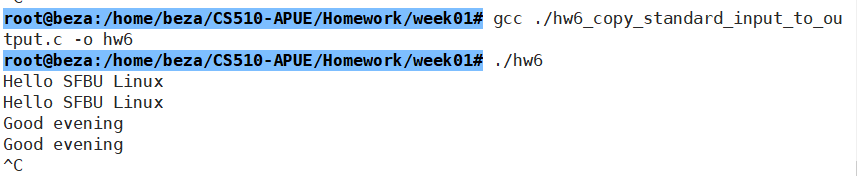 root@beza:/home/beza/CS510-APUE/Homework/week01# gcc ./hw6_copy_standard_input_to_ou
tput.c -o hw6
root@beza:/home/beza/CS510-APUE/Homework/week01# ./hw6
Hello SFBU Linux
Hello SFBU Linux
Good evening
Good evening
^C